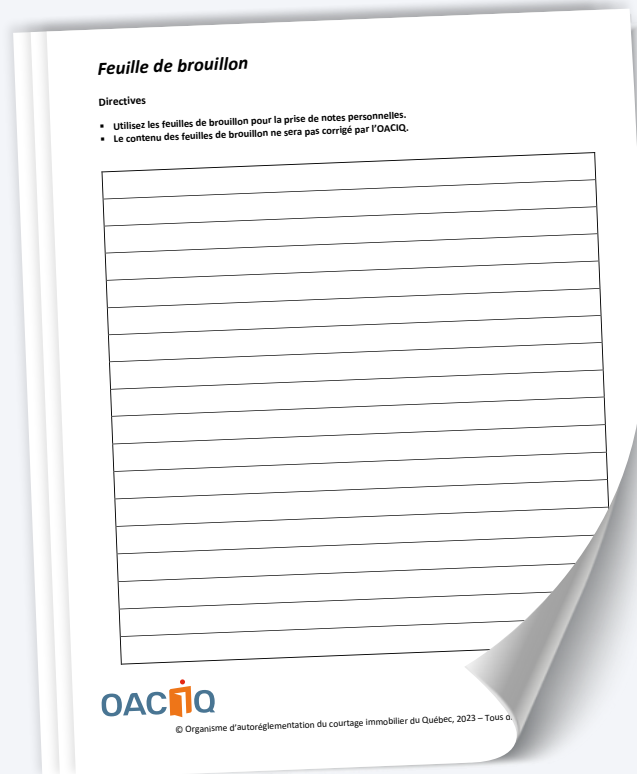 Feuille de brouillon
Directives
▪ Utilisez les feuilles de brouillon pour la prise de notes personnelles.
▪ Le contenu des feuilles de brouillon ne sera pas corrigé par l'OACIQ.
OACIQ
© Organisme d'autoréglementation du courtage immobilier du Québec, 2023 – Tous